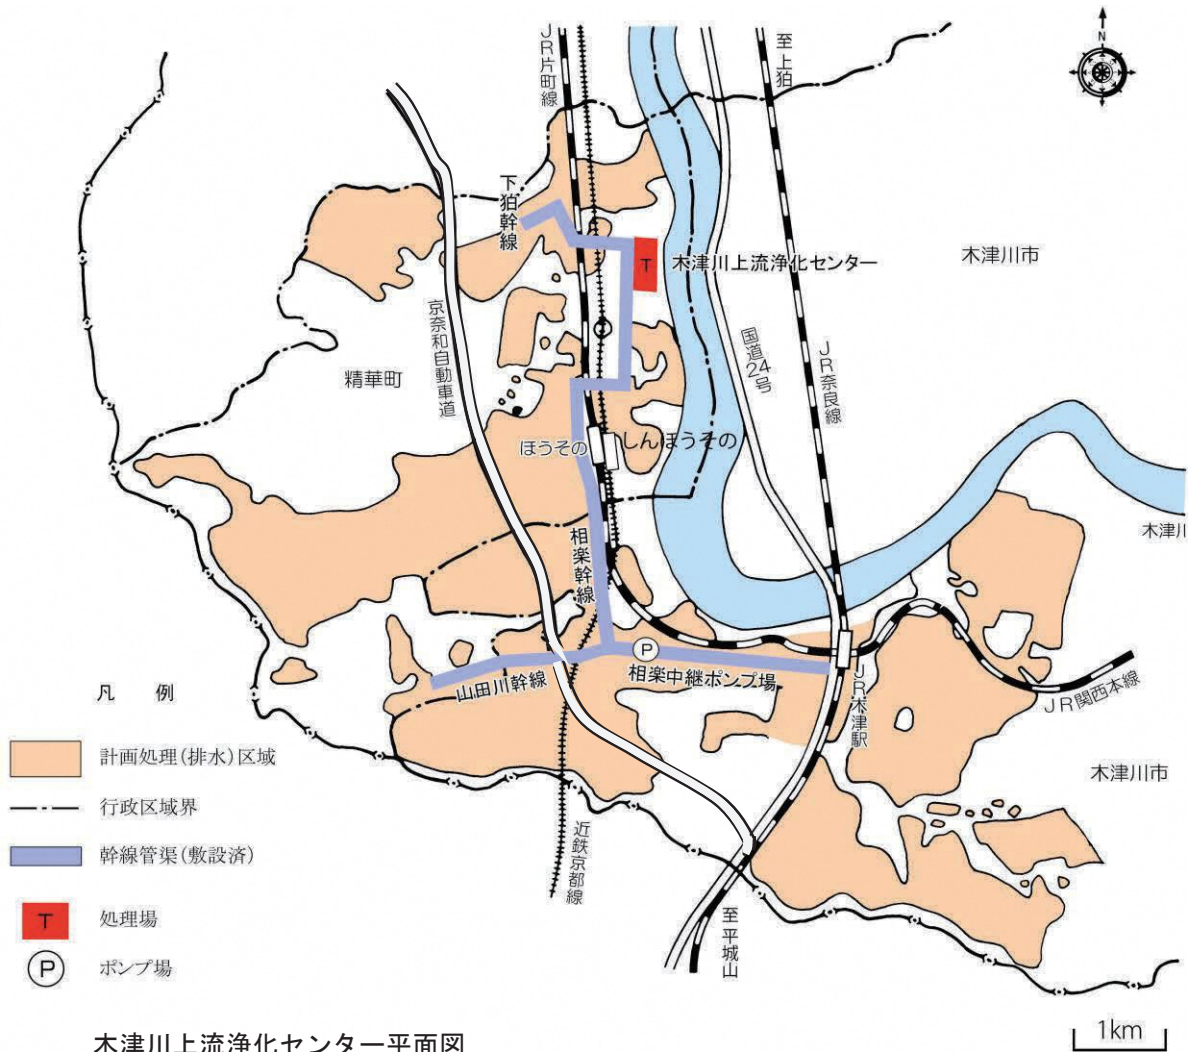 N
JR片町線
至上狛
下狛幹線
T
木津川上流浄化センター
木津川市
京奈和自動車道
国道24号
JR奈良線
精華町
ほうその
しんほうその
木津川
相楽幹線
P
相楽中継ポンプ場
山田川幹線
JR木津駅
JR関西本線
木津川市
近鉄京都線
至平城山
凡 例
計画処理(排水)区域
行政区域界
幹線管渠(敷設済)
T
処理場
P
ポンプ場
木津川上流浄化センター平面図
1km